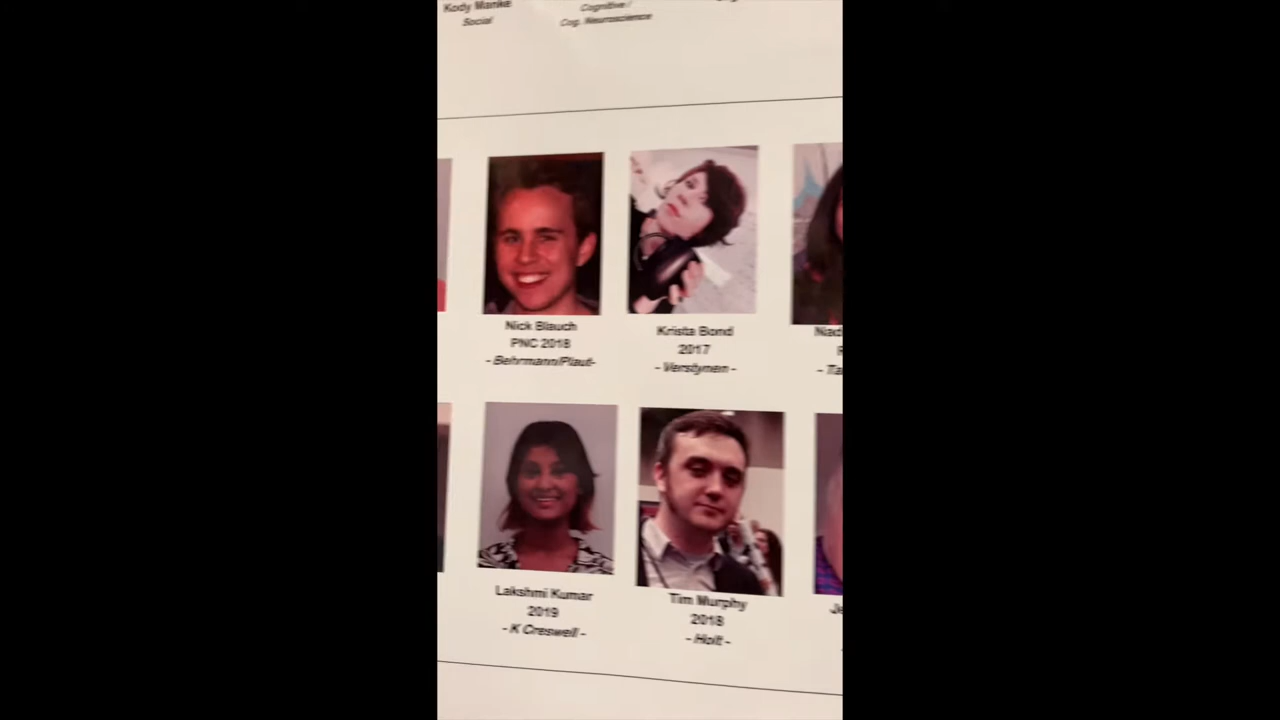 Kody Manke
Social
Cognitive /
Cog. Neuroscience
Nick Blauch
PNC 2018
- Behrmann/Plaut-
Krista Bond
2017
- Verstynen -
Lakshmi Kumar
2019
- K Creswell -
Tim Murphy
2018
- Holt -